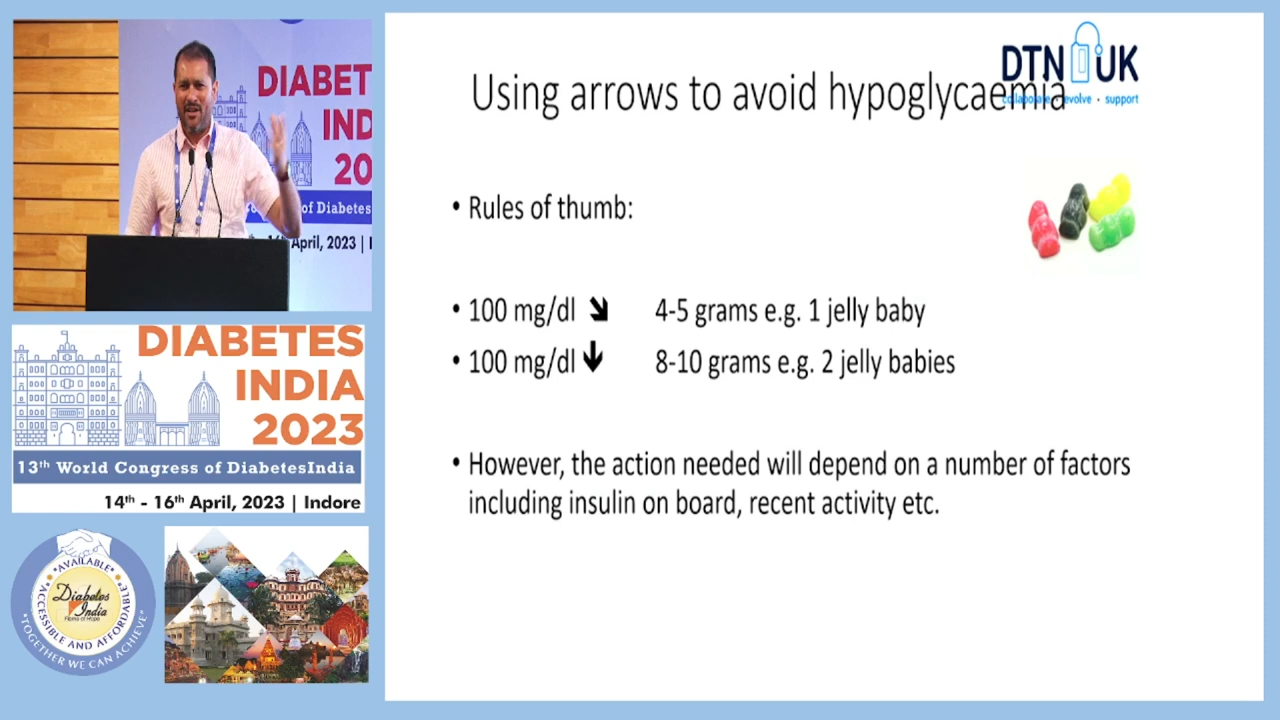 DIABET
IND
20
of Diabetes
April, 2023 |
DIABETES
INDIA
2023
13th World Congress of DiabetesIndia
14th - 16th April, 2023 | Indore
AVAILABLE
ACCESSIBLE AND AFFORDABLE
Diabetes
India
"TOGETHER WE CAN ACHIEVE"
DTN UK
Using arrows to avoid hypoglycaemia
evolve · support
• Rules of thumb:
• 100 mg/dl ↘ 4-5 grams e.g. 1 jelly baby
• 100 mg/dl ↓ 8-10 grams e.g. 2 jelly babies
• However, the action needed will depend on a number of factors
including insulin on board, recent activity etc.